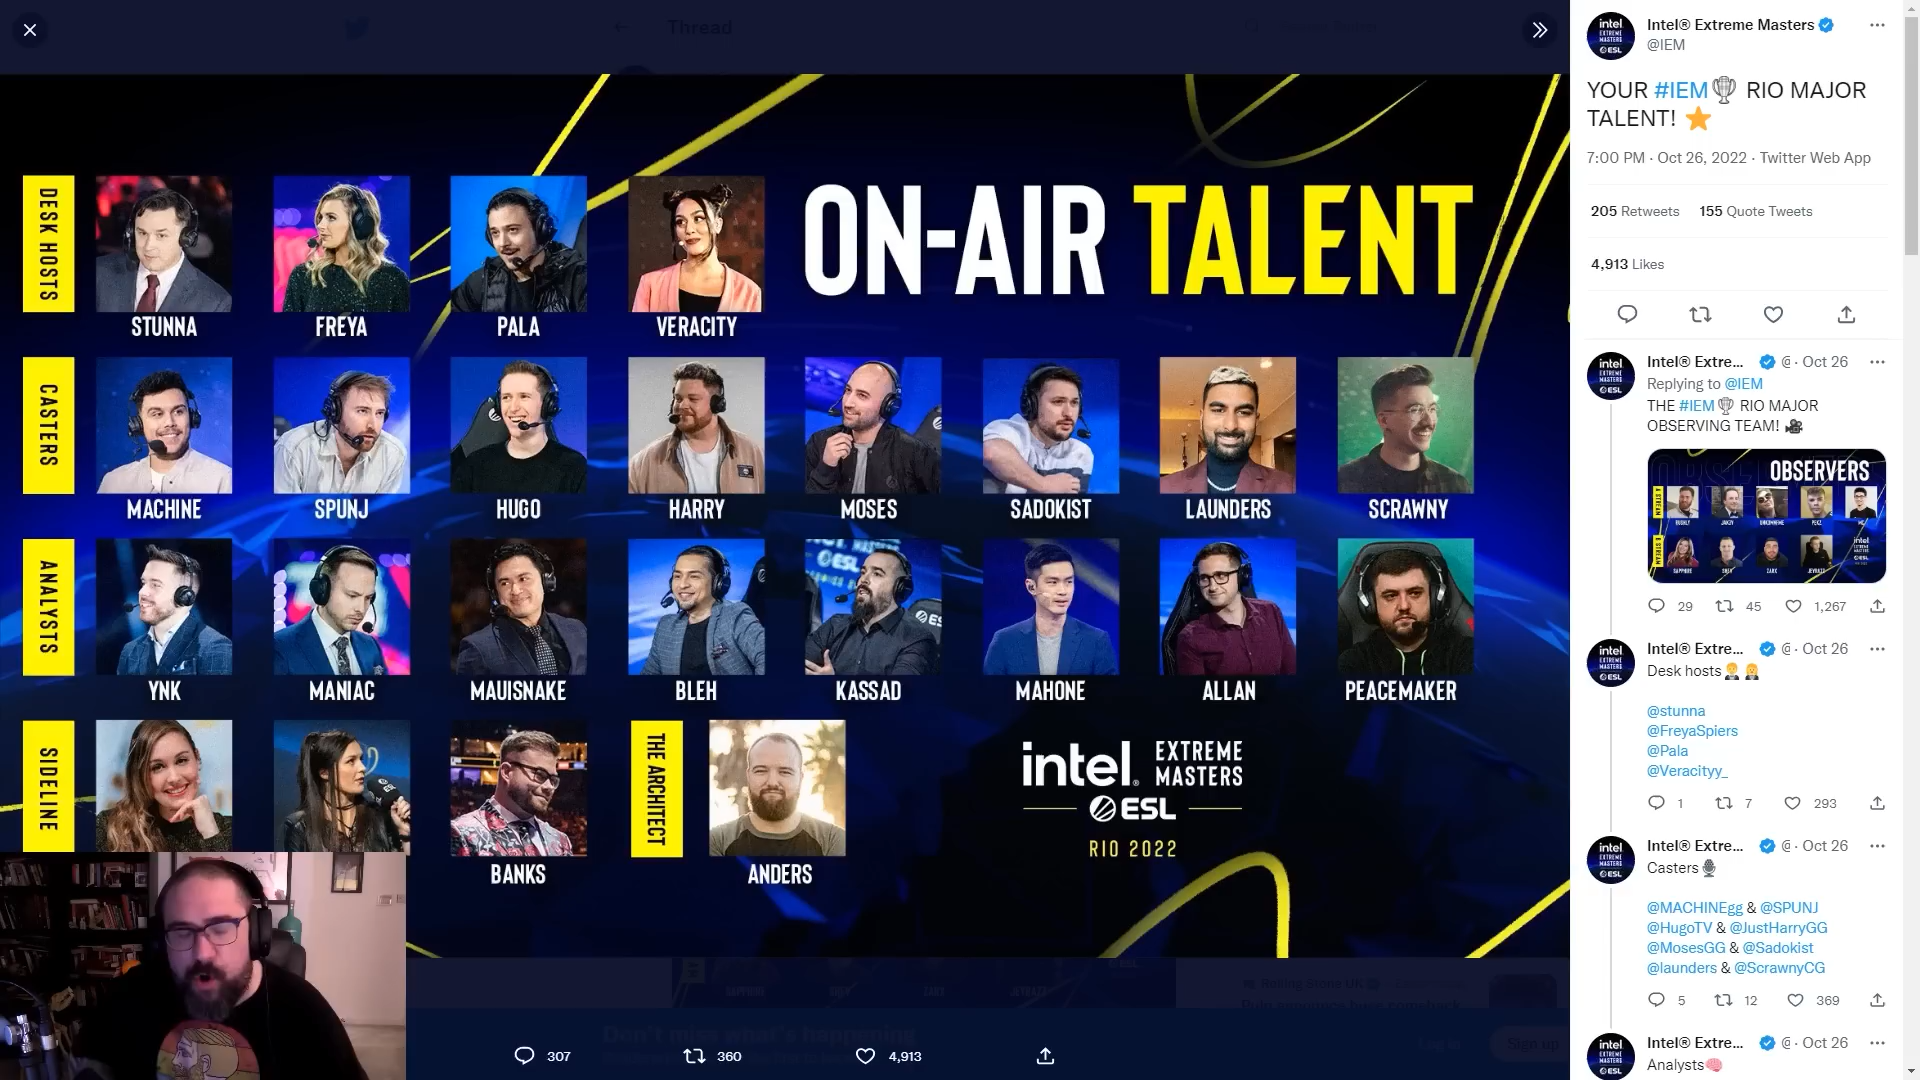 Thread
DESK HOSTS
STUNNA
FREYA
PALA
VERACITY
ON-AIR TALENT
CASTERS
MACHINE
SPUNJ
HUGO
HARRY
MOSES
SADOKIST
LAUNDERS
SCRAWNY
ANALYSTS
YNK
MANIAC
MAUISNAKE
BLEH
KASSAD
MAHONE
ALLAN
PEACEMAKER
SIDELINE
BANKS
THE ARCHITECT
ANDERS
intel. EXTREME MASTERS
ESL
RIO 2022
Don't miss what's happening
Sign up
307
360
4,913
Intel® Extreme Masters
@IEM
YOUR #IEM🏆 RIO MAJOR
TALENT! ⭐
7:00 PM · Oct 26, 2022 · Twitter Web App
205 Retweets 155 Quote Tweets
4,913 Likes
Intel® Extre... @ · Oct 26
Replying to @IEM
THE #IEM🏆 RIO MAJOR
OBSERVING TEAM! 🎥
OBSERVERS
29 45 1,267
Intel® Extre... @ · Oct 26
Desk hosts
@stunna
@FreyaSpiers
@Pala
@Veracityy_
1 7 293
Intel® Extre... @ · Oct 26
Casters🎙
@MACHINEgg & @SPUNJ
@HugoTV & @JustHarryGG
@MosesGG & @Sadokist
@launders & @ScrawnyCG
5 12 369
Intel® Extre... @ · Oct 26
Analysts🧠